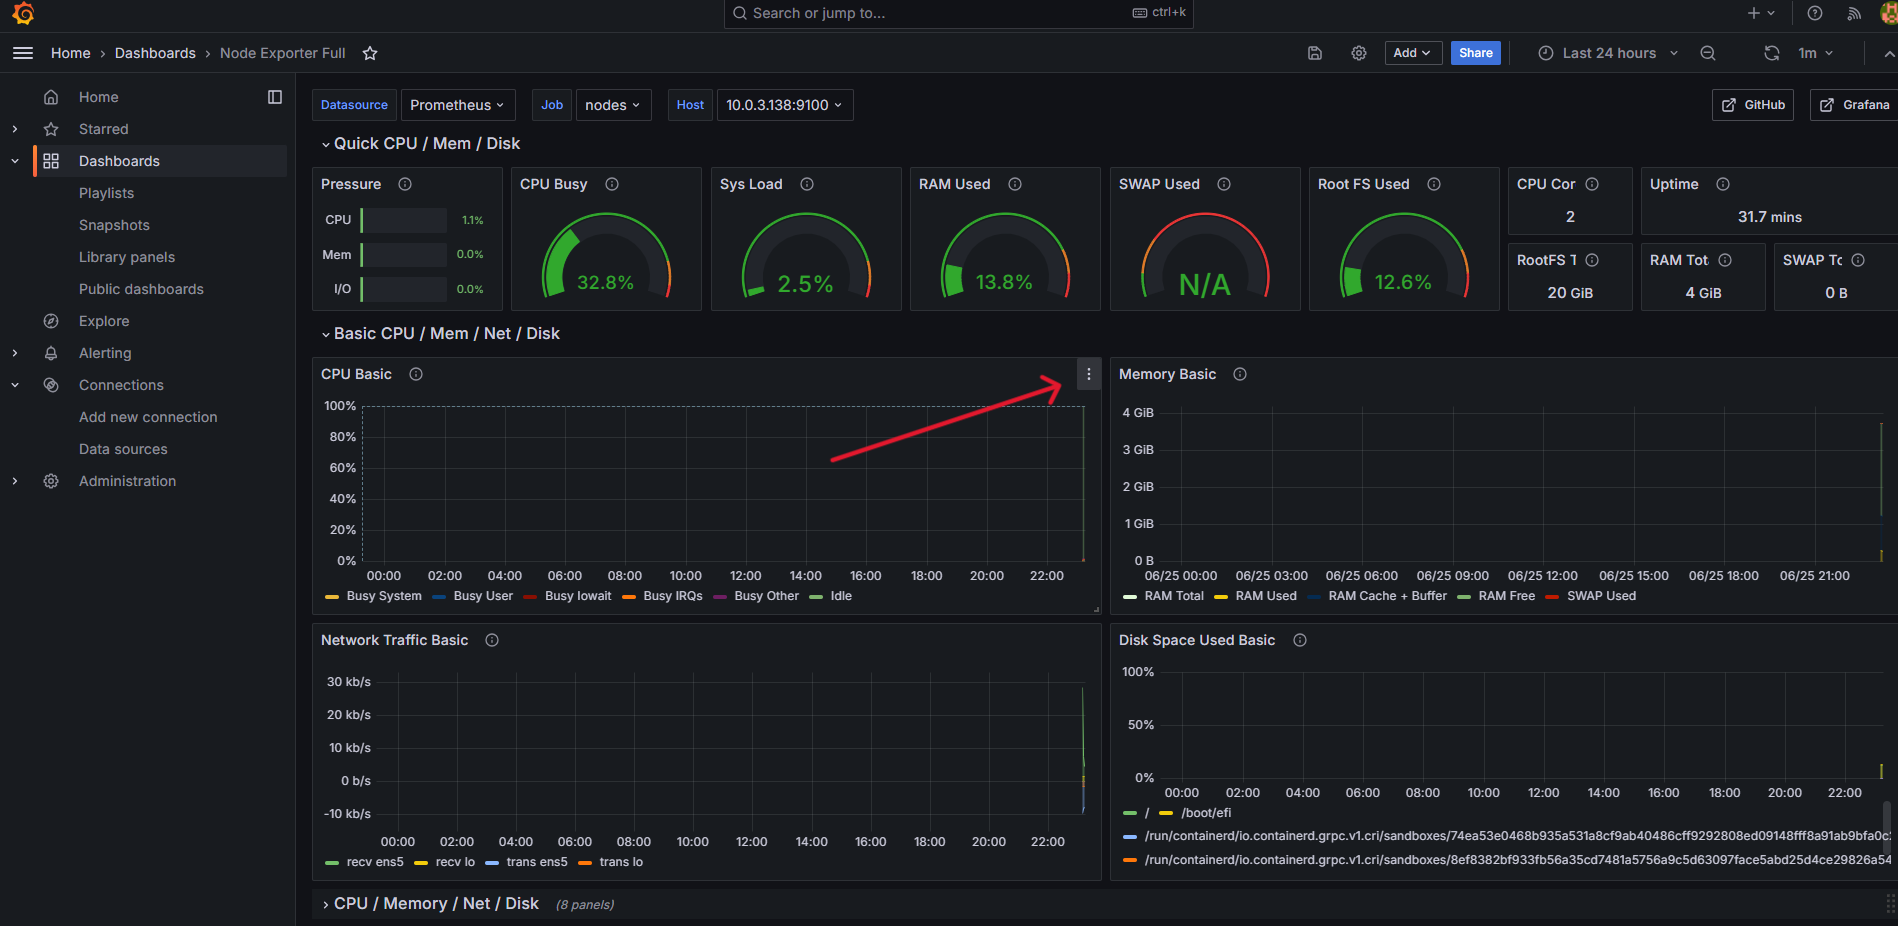 Search or jump to...
ctrl+k
Home › Dashboards › Node Exporter Full
Add
Share
Last 24 hours
1m
Home
Starred
Dashboards
Playlists
Snapshots
Library panels
Public dashboards
Explore
Alerting
Connections
Add new connection
Data sources
Administration
Datasource Prometheus Job nodes Host 10.0.3.138:9100
GitHub
Grafana
Quick CPU / Mem / Disk
Pressure
CPU 1.1%
Mem 0.0%
I/O 0.0%
CPU Busy
32.8%
Sys Load
2.5%
RAM Used
13.8%
SWAP Used
N/A
Root FS Used
12.6%
CPU Cor
2
Uptime
31.7 mins
RootFS T
20 GiB
RAM Tot
4 GiB
SWAP Tc
0 B
Basic CPU / Mem / Net / Disk
CPU Basic
100%
80%
60%
40%
20%
0%
00:00 02:00 04:00 06:00 08:00 10:00 12:00 14:00 16:00 18:00 20:00 22:00
Busy System Busy User Busy Iowait Busy IRQs Busy Other Idle
Memory Basic
4 GiB
3 GiB
2 GiB
1 GiB
0 B
06/25 00:00 06/25 03:00 06/25 06:00 06/25 09:00 06/25 12:00 06/25 15:00 06/25 18:00 06/25 21:00
RAM Total RAM Used RAM Cache + Buffer RAM Free SWAP Used
Network Traffic Basic
30 kb/s
20 kb/s
10 kb/s
0 b/s
-10 kb/s
00:00 02:00 04:00 06:00 08:00 10:00 12:00 14:00 16:00 18:00 20:00 22:00
recv ens5 recv lo trans ens5 trans lo
Disk Space Used Basic
100%
50%
0%
00:00 02:00 04:00 06:00 08:00 10:00 12:00 14:00 16:00 18:00 20:00 22:00
/ /boot/efi
/run/containerd/io.containerd.grpc.v1.cri/sandboxes/74ea53e0468b935a531a8cf9ab40486cff9292808ed09148fff8a91ab9bfa0c
/run/containerd/io.containerd.grpc.v1.cri/sandboxes/8ef8382bf933fb56a35cd7481a5756a9c5d63097face5abd25d4ce29826a54
CPU / Memory / Net / Disk (8 panels)